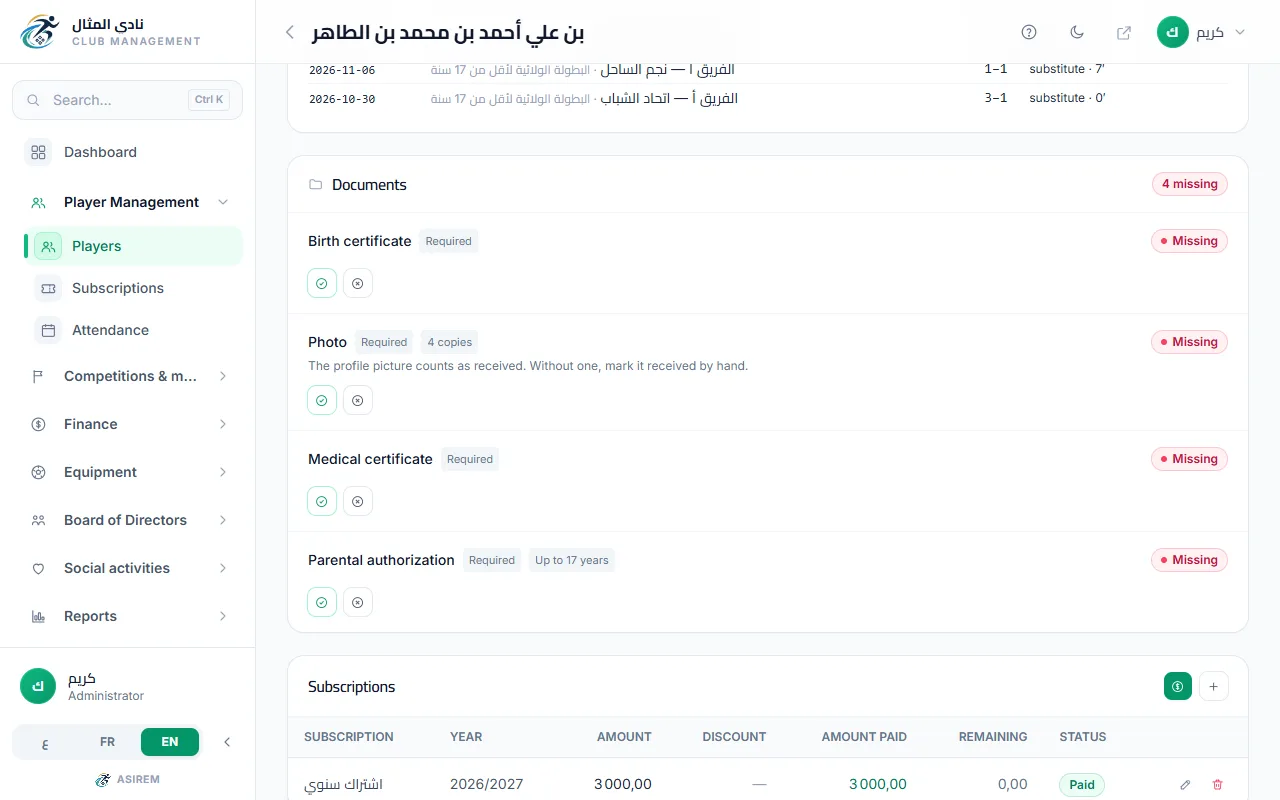 نادي المثال
CLUB MANAGEMENT
Search...
Ctrl K
Dashboard
Player Management
Players
Subscriptions
Attendance
Competitions & m...
Finance
Equipment
Board of Directors
Social activities
Reports
ك
كريم
Administrator
ع
FR
EN
ASIREM
بن علي أحمد بن محمد بن الطاهر
ك
كريم
2026-11-06 الفريق أ — نجم الساحل · البطولة الولائية لأقل من 17 سنة 1–1 substitute · 7′
2026-10-30 الفريق أ — اتحاد الشباب · البطولة الولائية لأقل من 17 سنة 3–1 substitute · 0′
Documents
4 missing
Birth certificate Required Missing
Photo Required 4 copies Missing
The profile picture counts as received. Without one, mark it received by hand.
Medical certificate Required Missing
Parental authorization Required Up to 17 years Missing
Subscriptions
SUBSCRIPTION YEAR AMOUNT DISCOUNT AMOUNT PAID REMAINING STATUS
اشتراك سنوي 2026/2027 3 000,00 — 3 000,00 0,00 Paid